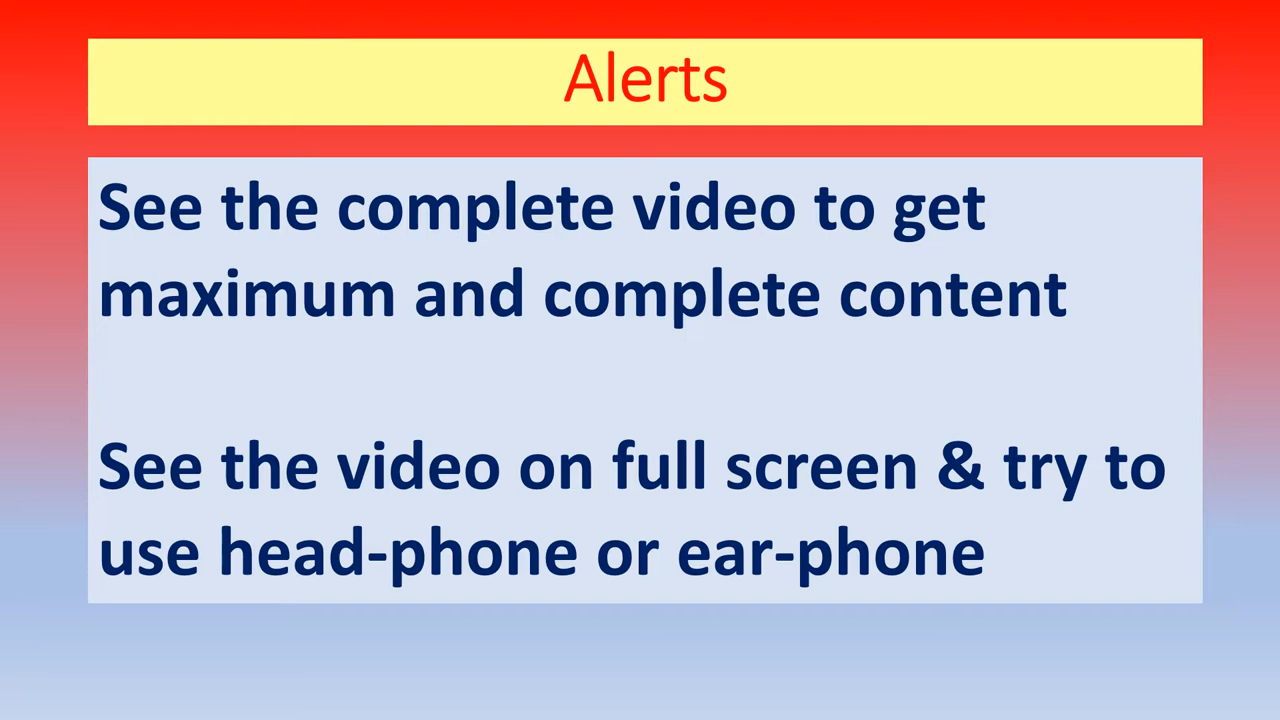 Alerts
See the complete video to get
maximum and complete content
See the video on full screen & try to
use head-phone or ear-phone